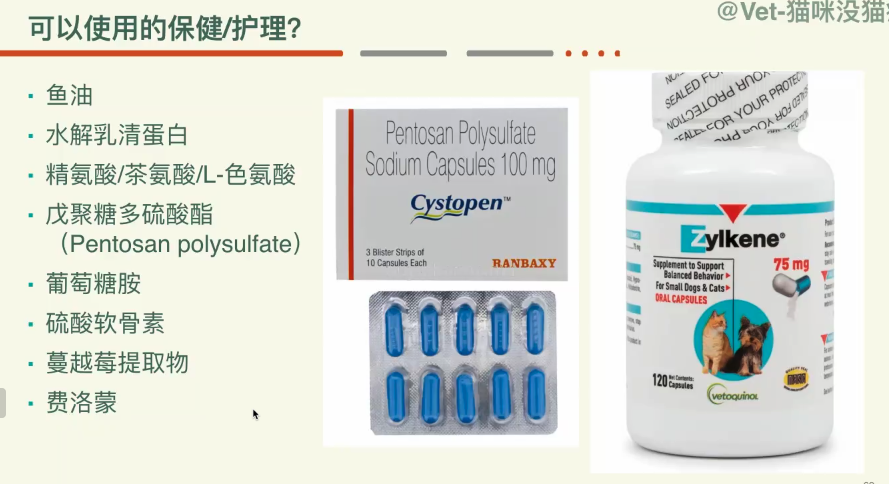 @Vet-猫咪没猫
可以使用的保健/护理?
鱼油
水解乳清蛋白
精氨酸/茶氨酸/L-色氨酸
戊聚糖多硫酸酯
（Pentosan polysulfate）
葡萄糖胺
硫酸软骨素
蔓越莓提取物
费洛蒙
Pentosan Polysulfate
Sodium Capsules 100 mg
Cystopen™
3 Blister Strips of
10 Capsules Each
RANBAXY
SEALED FOR
SEALED FOR YOUR PROTECT
Zylkene®
75 mg
Supplement to Support
Balanced Behavior
For Small Dogs & Cats
ORAL CAPSULES
120 Net Contents:
Capsules
vetoquinol